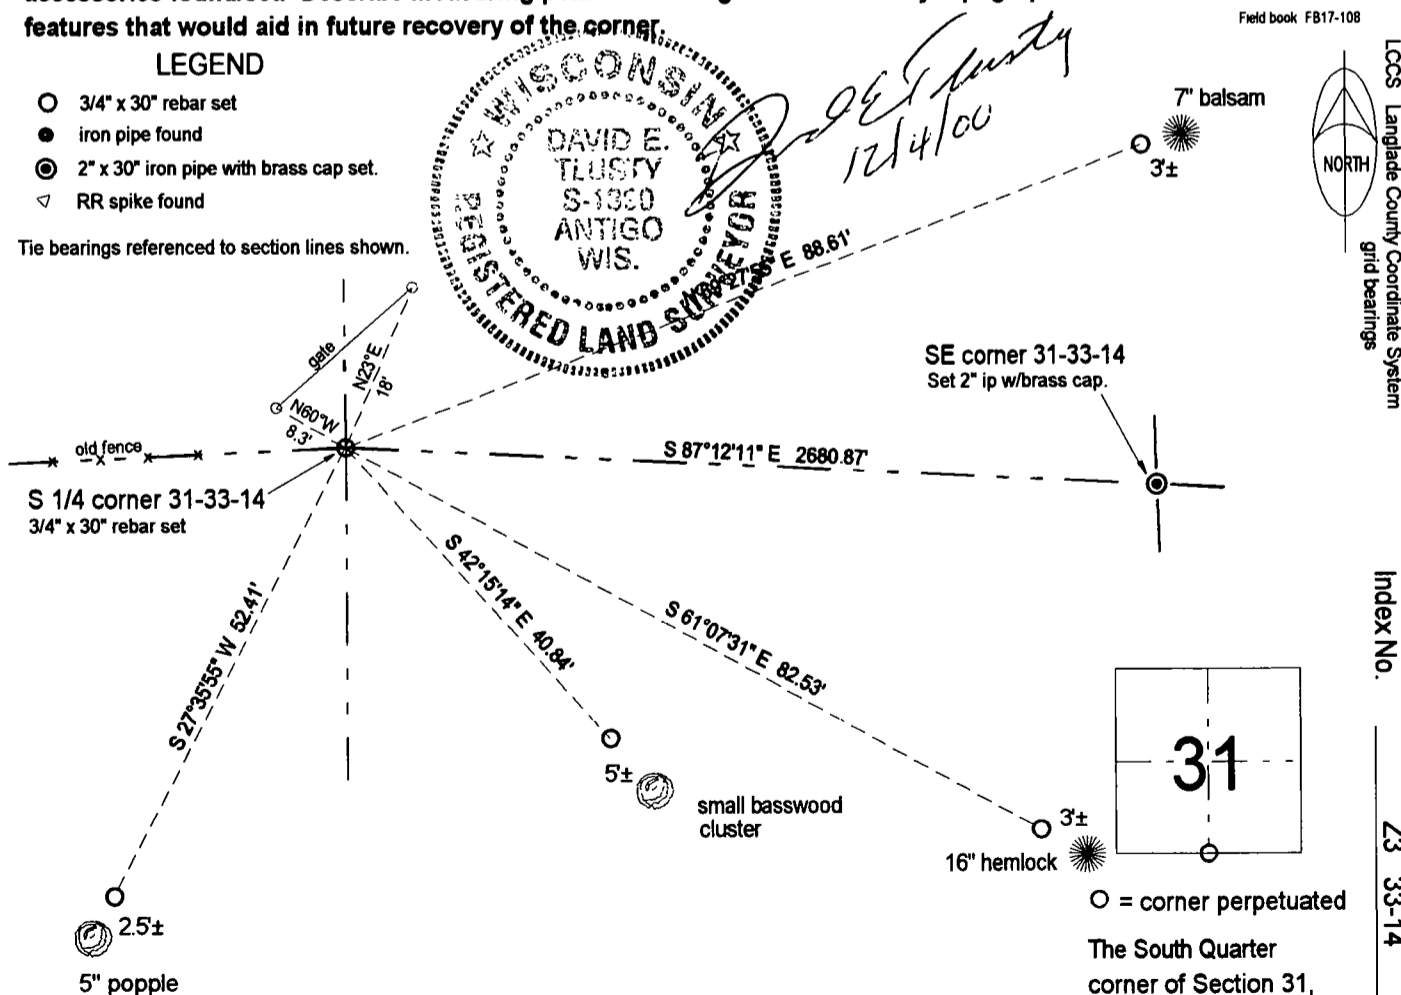 features that would aid in future recovery of the corner.
Field book FB17-108
LEGEND
3/4" x 30" rebar set
iron pipe found
2" x 30" iron pipe with brass cap set.
RR spike found
Tie bearings referenced to section lines shown.
WISCONSIN
DAVID E.
TLUSTY
S-1380
ANTIGO
WIS.
REGISTERED LAND SURVEYOR
David E Tlusty
12/4/00
7" balsam
3'±
NORTH
LCCS Langlade County Coordinate System
grid bearings
E 88.61'
gate
N23°E
18'
N60°W
8.3'
old fence
S 87°12'11" E 2680.87'
SE corner 31-33-14
Set 2" ip w/brass cap.
S 1/4 corner 31-33-14
3/4" x 30" rebar set
S 27°35'55" W 52.41'
S 42°15'14" E 40.84'
S 61°07'31" E 82.53'
5'±
small basswood
cluster
3'±
16" hemlock
2.5'±
5" popple
31
O = corner perpetuated
The South Quarter
corner of Section 31,
Index No.
Z3 33-14